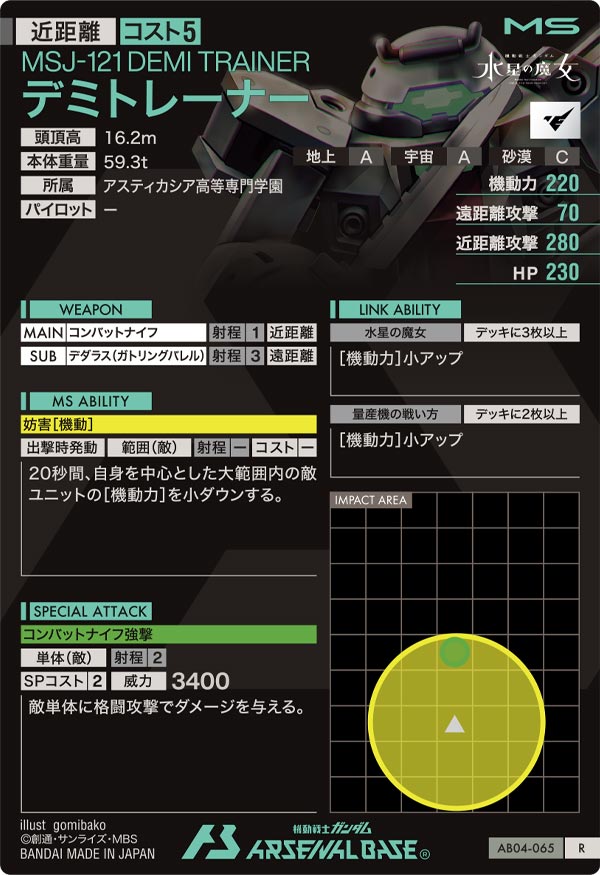 近距離 コスト5 MS
MSJ-121 DEMI TRAINER
機動戦士ガンダム
水星の魔女
デミトレーナー
頭頂高 16.2m
本体重量 59.3t
地上 A 宇宙 A 砂漠 C
所属 アスティカシア高等専門学園
機動力 220
パイロット ー
遠距離攻撃 70
近距離攻撃 280
HP 230
WEAPON
MAIN コンバットナイフ 射程 1 近距離
SUB デダラス(ガトリングバレル) 射程 3 遠距離
LINK ABILITY
水星の魔女 デッキに3枚以上
[機動力]小アップ
量産機の戦い方 デッキに2枚以上
[機動力]小アップ
MS ABILITY
妨害[機動]
出撃時発動 範囲(敵) 射程 ー コスト ー
20秒間、自身を中心とした大範囲内の敵
ユニットの[機動力]を小ダウンする。
IMPACT AREA
SPECIAL ATTACK
コンバットナイフ強撃
単体(敵) 射程 2
SPコスト 2 威力 3400
敵単体に格闘攻撃でダメージを与える。
illust gomibako
©創通・サンライズ・MBS
BANDAI MADE IN JAPAN
機動戦士ガンダム
AB ARSENAL BASE®
AB04-065 R